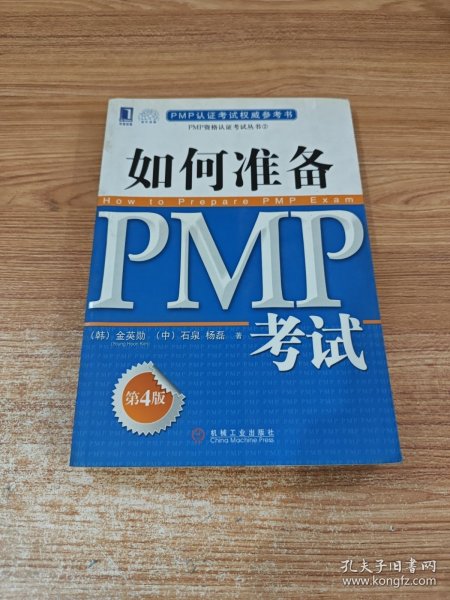 PMP认证考试权威参考书
PMP资格认证考试丛书②
如何准备
How to Prepare PMP Exam
PMP
考试
(韩) 金英勋 (中) 石泉 杨磊 著
第4版
机械工业出版社
China Machine Press
孔夫子旧书网
www.kongfz.com